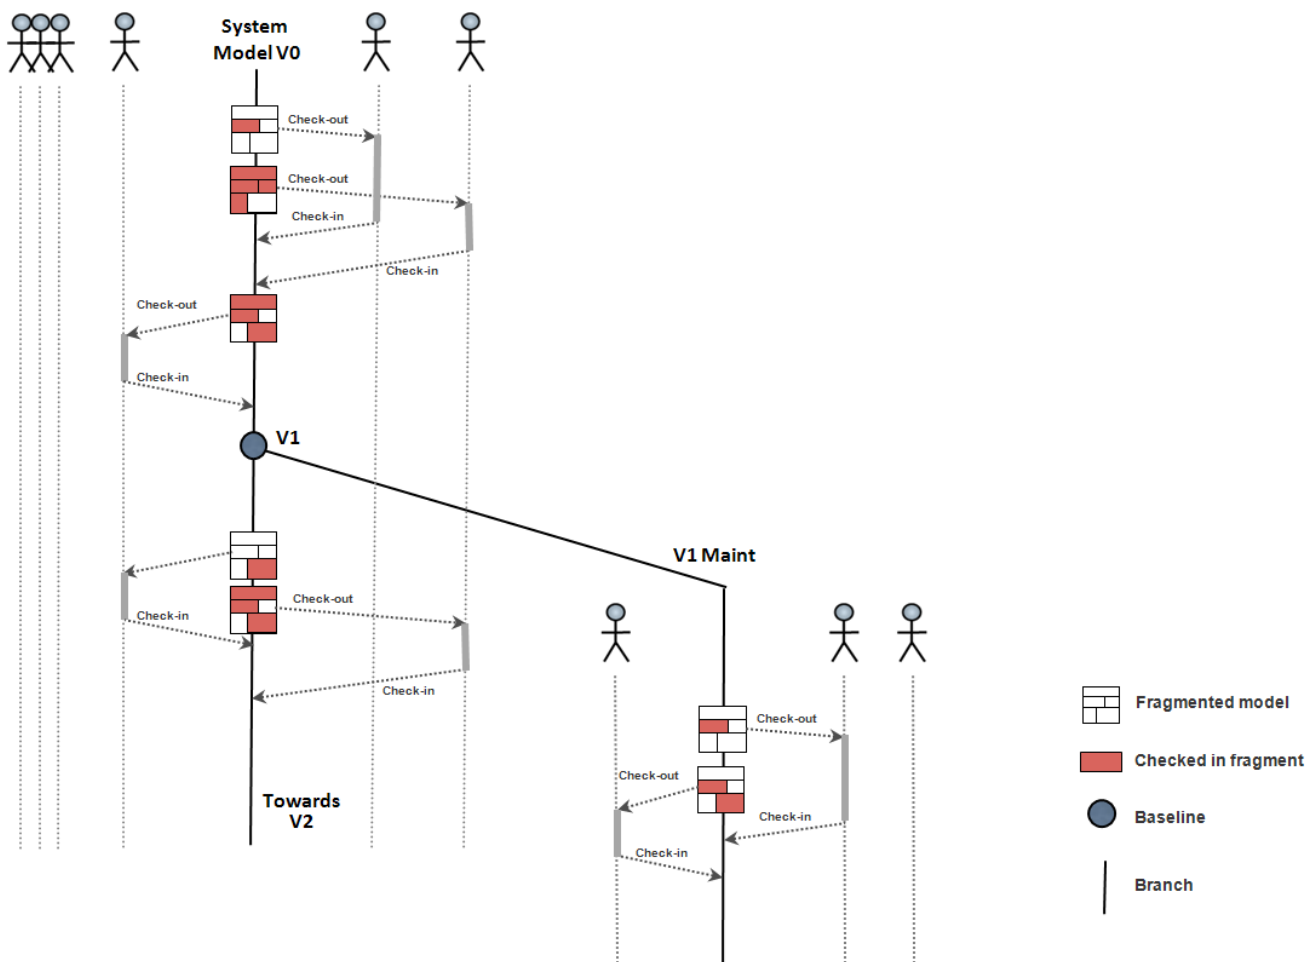 System
Model V0
Check-out
Check-out
Check-in
Check-in
Check-out
Check-in
V1
V1 Maint
Check-out
Check-in
Check-in
Check-out
Check-out
Check-in
Check-in
Towards
V2
Fragmented model
Checked in fragment
Baseline
Branch